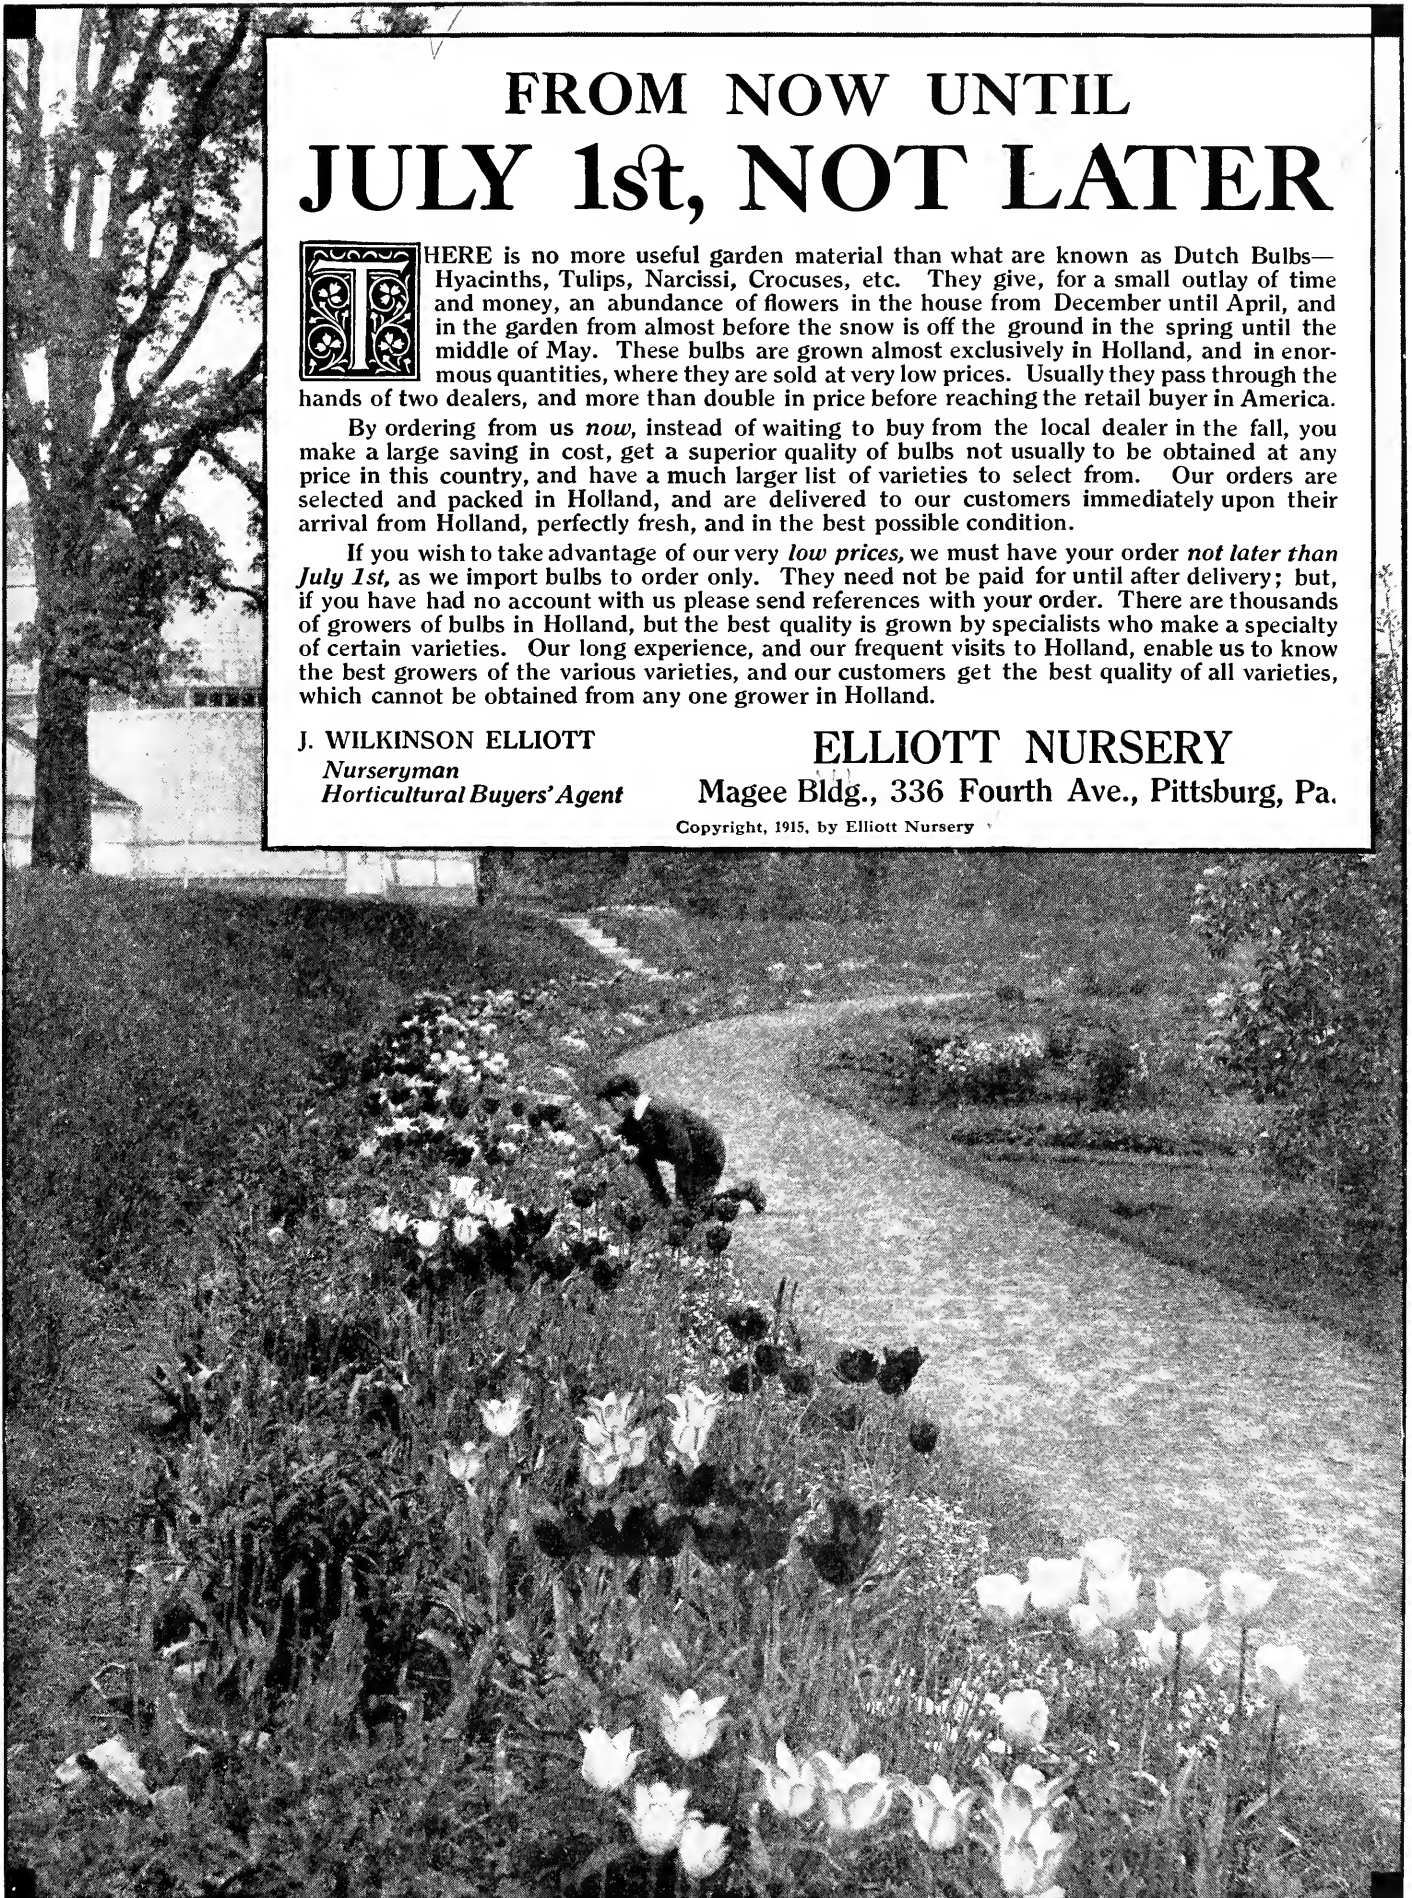 FROM NOW UNTIL
JULY 1st, NOT LATER
THERE is no more useful garden material than what are known as Dutch Bulbs—
Hyacinths, Tulips, Narcissi, Crocuses, etc. They give, for a small outlay of time
and money, an abundance of flowers in the house from December until April, and
in the garden from almost before the snow is off the ground in the spring until the
middle of May. These bulbs are grown almost exclusively in Holland, and in enor-
mous quantities, where they are sold at very low prices. Usually they pass through the
hands of two dealers, and more than double in price before reaching the retail buyer in America.
By ordering from us now, instead of waiting to buy from the local dealer in the fall, you
make a large saving in cost, get a superior quality of bulbs not usually to be obtained at any
price in this country, and have a much larger list of varieties to select from. Our orders are
selected and packed in Holland, and are delivered to our customers immediately upon their
arrival from Holland, perfectly fresh, and in the best possible condition.
If you wish to take advantage of our very low prices, we must have your order not later than
July 1st, as we import bulbs to order only. They need not be paid for until after delivery; but,
if you have had no account with us please send references with your order. There are thousands
of growers of bulbs in Holland, but the best quality is grown by specialists who make a specialty
of certain varieties. Our long experience, and our frequent visits to Holland, enable us to know
the best growers of the various varieties, and our customers get the best quality of all varieties,
which cannot be obtained from any one grower in Holland.
J. WILKINSON ELLIOTT
Nurseryman
Horticultural Buyers' Agent
ELLIOTT NURSERY
Magee Bldg., 336 Fourth Ave., Pittsburg, Pa.
Copyright, 1915, by Elliott Nursery